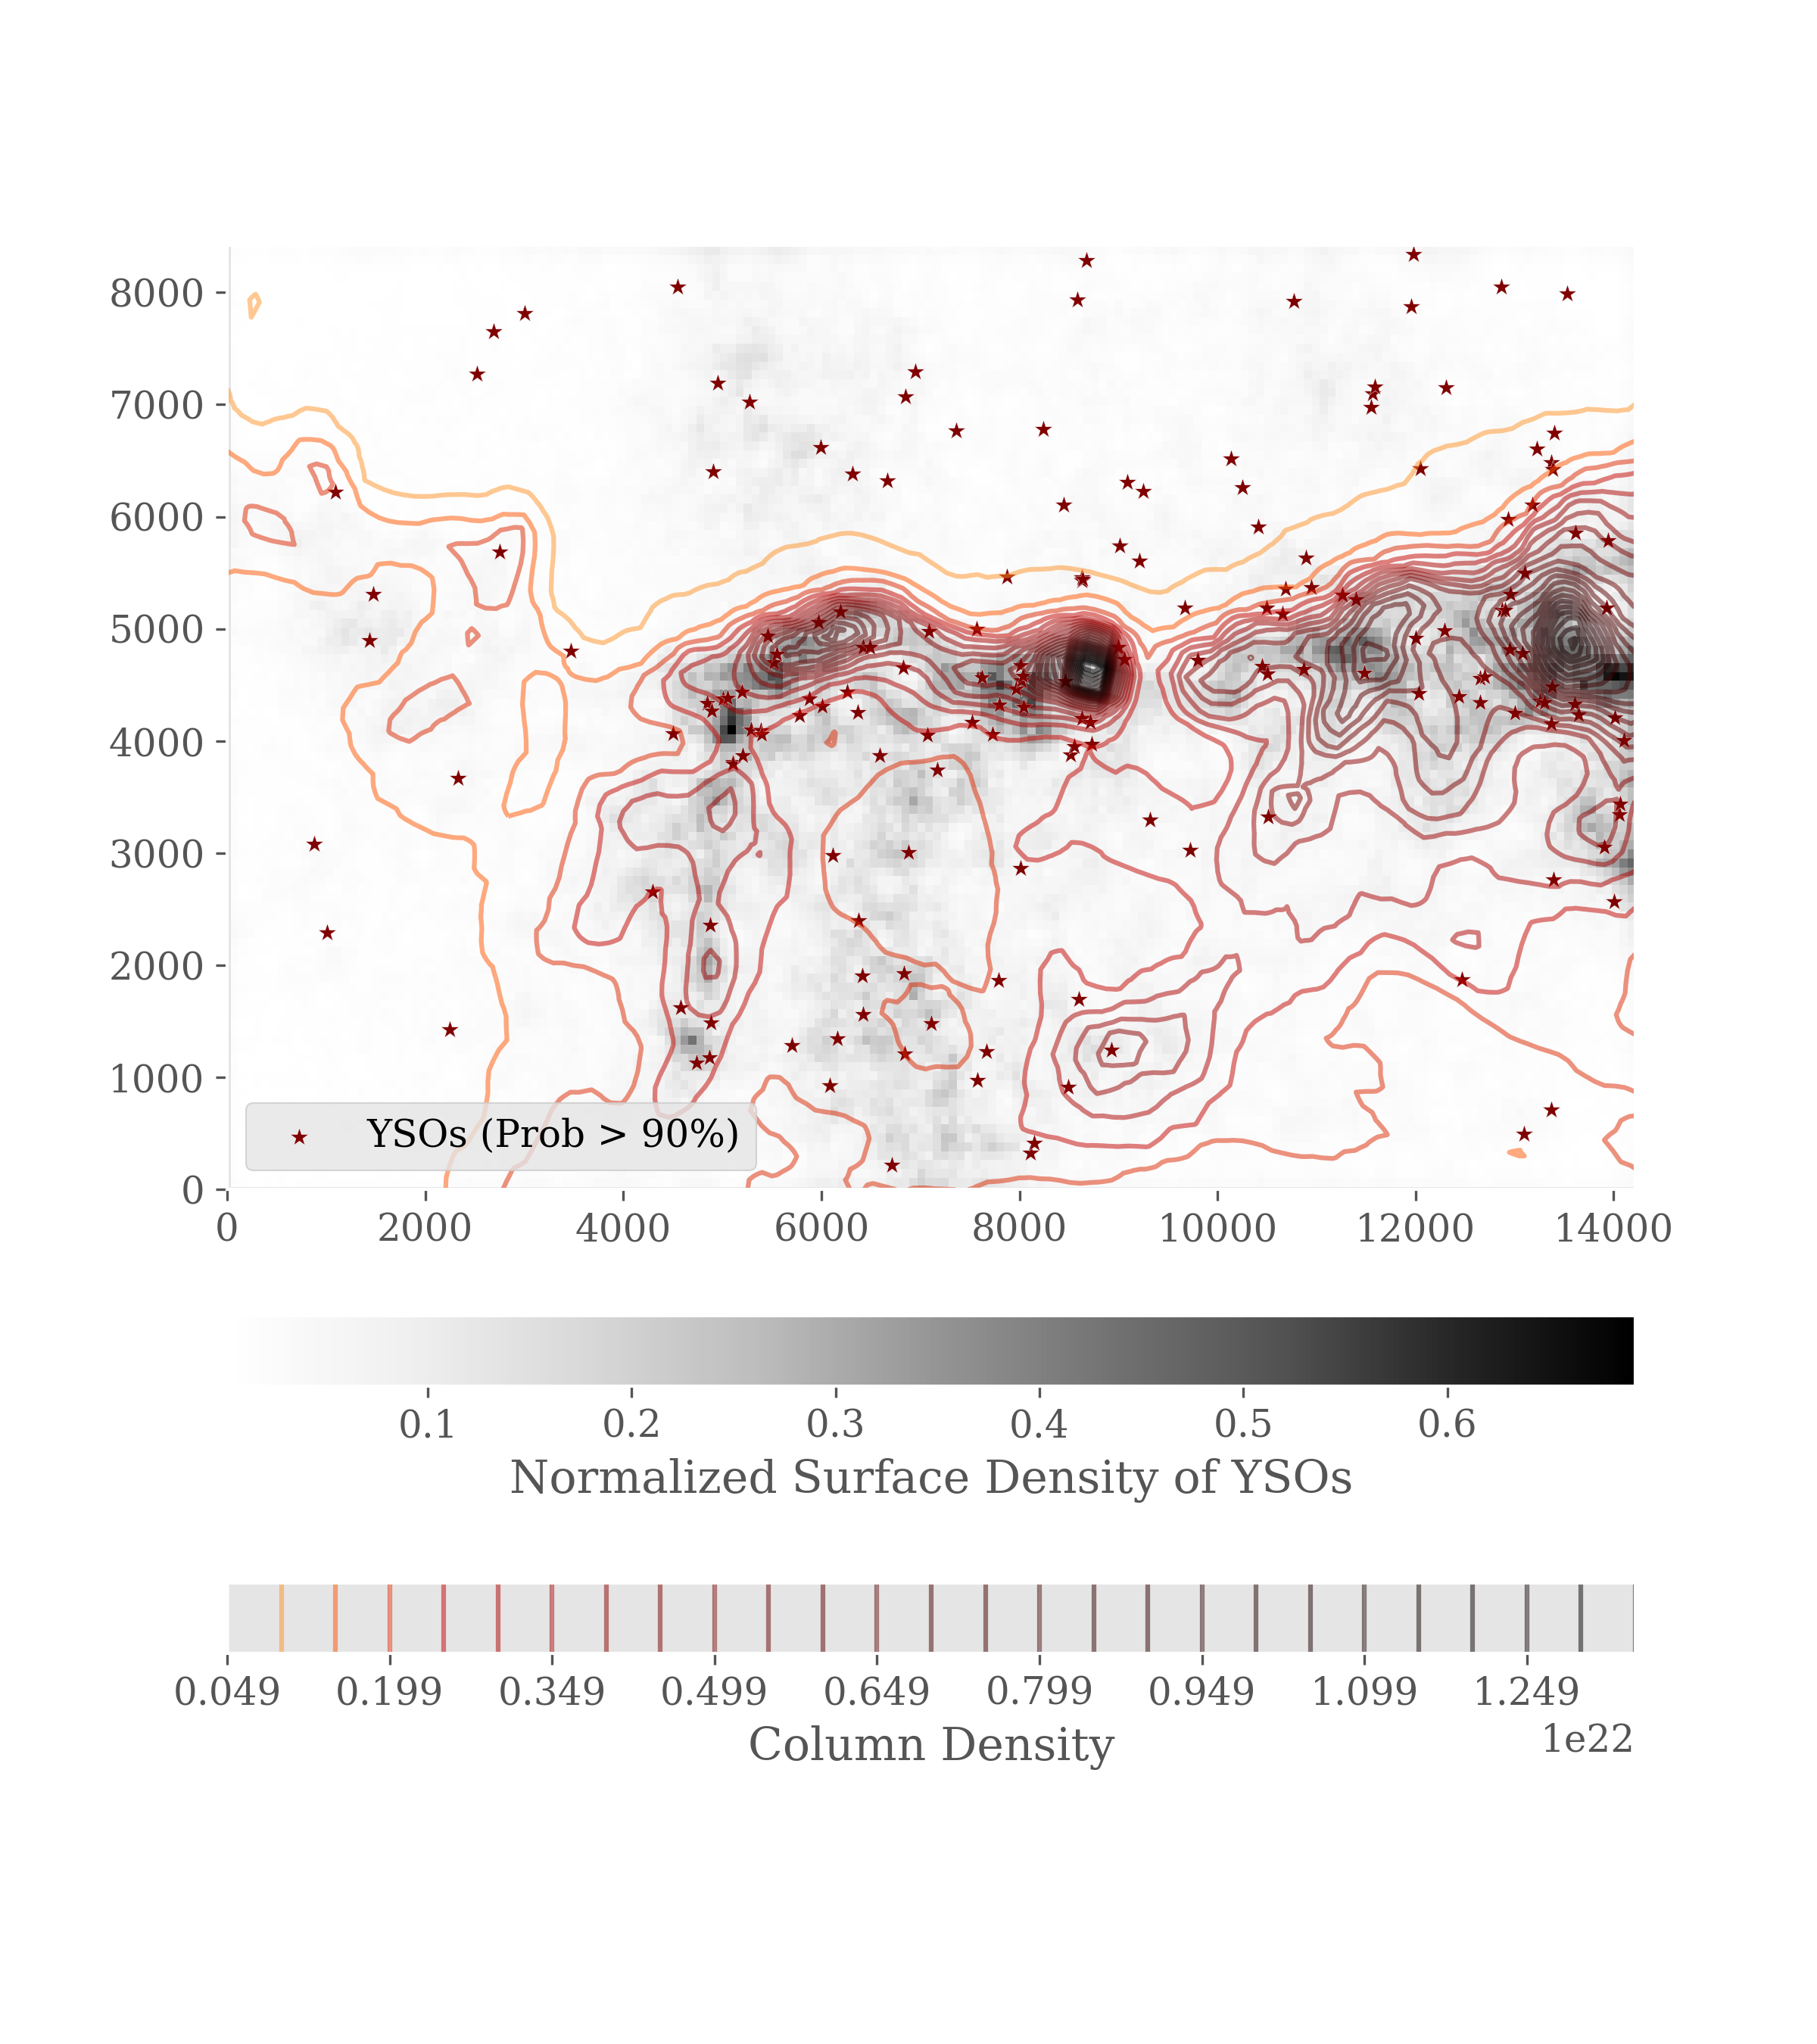 8000
7000
6000
5000
4000
3000
2000
1000
0
YSOs (Prob > 90%)
0 2000 4000 6000 8000 10000 12000 14000
0.1 0.2 0.3 0.4 0.5 0.6
Normalized Surface Density of YSOs
0.049 0.199 0.349 0.499 0.649 0.799 0.949 1.099 1.249
Column Density
1e22